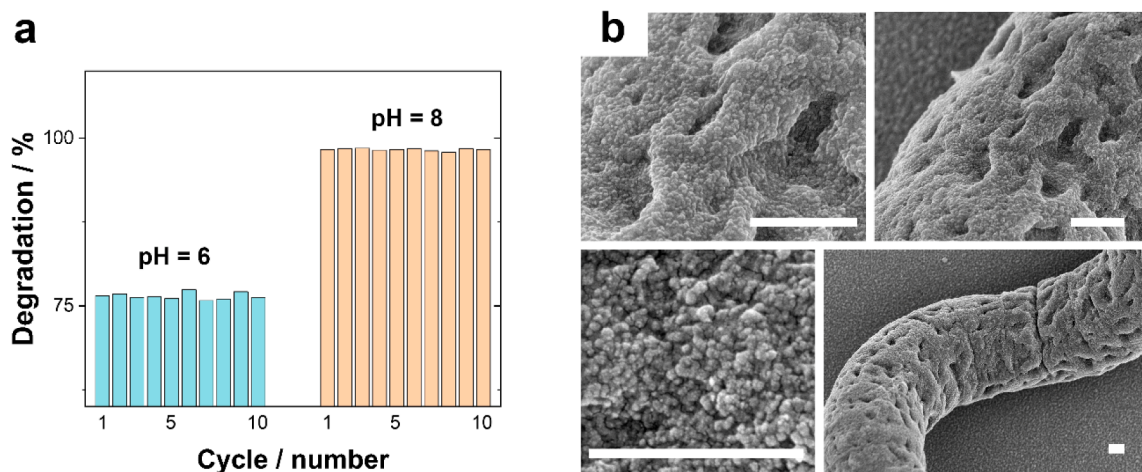 a
b
Degradation / %
100
75
pH = 6
pH = 8
1 5 10 1 5 10
Cycle / number